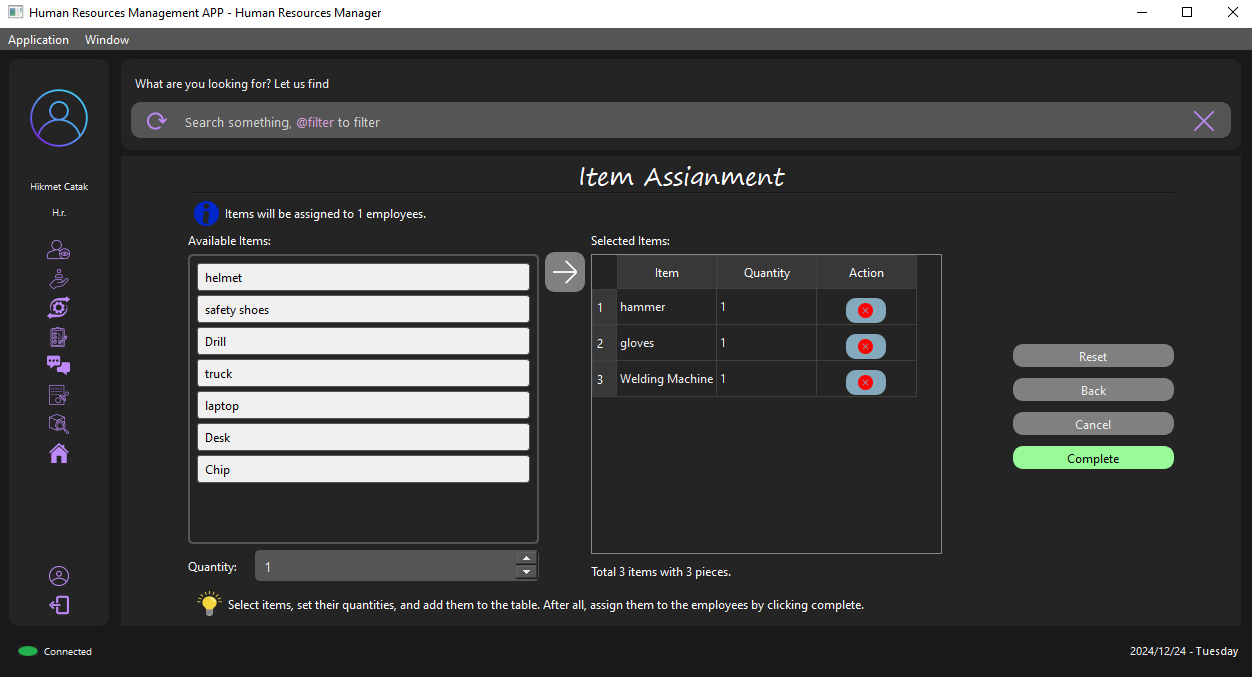 Human Resources Management APP - Human Resources Manager
Application Window
What are you looking for? Let us find
Search something, @filter to filter
Hikmet Catak
H.r.
Item Assianment
Items will be assigned to 1 employees.
Available Items:
helmet
safety shoes
Drill
truck
laptop
Desk
Chip
Quantity: 1
Selected Items:
Item Quantity Action
1 hammer 1
2 gloves 1
3 Welding Machine 1
Total 3 items with 3 pieces.
Reset
Back
Cancel
Complete
Select items, set their quantities, and add them to the table. After all, assign them to the employees by clicking complete.
Connected
2024/12/24 - Tuesday